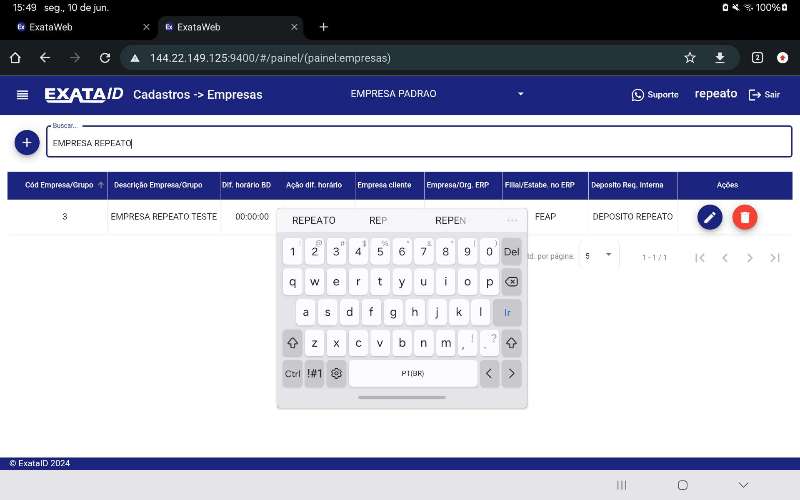 15:49 seg., 10 de jun. 100%
ExataWeb
ExataWeb
144.22.149.125:9400/#/painel/(painel:empresas)
2
EXATAID Cadastros -> Empresas EMPRESA PADRAO Suporte repeato Sair
Buscar...
EMPRESA REPEATO
Cód Empresa/Grupo Descrição Empresa/Grupo Dif. horário BD Ação dif. horário Empresa cliente Empresa/Org. ERP Filial/Estabe. no ERP Deposito Req. Interna Ações
3 EMPRESA REPEATO TESTE 00:00:00 FEAP DEPOSITO REPEATO
td. por página: 5 1 - 1 / 1
REPEATO REP REPEN ...
1 2 3 4 5 6 7 8 9 0 Del
q w e r t y u i o p
a s d f g h j k l Ir
z x c v b n m , ! . ?
Ctrl !#1 PT(BR) < >
© ExataID 2024